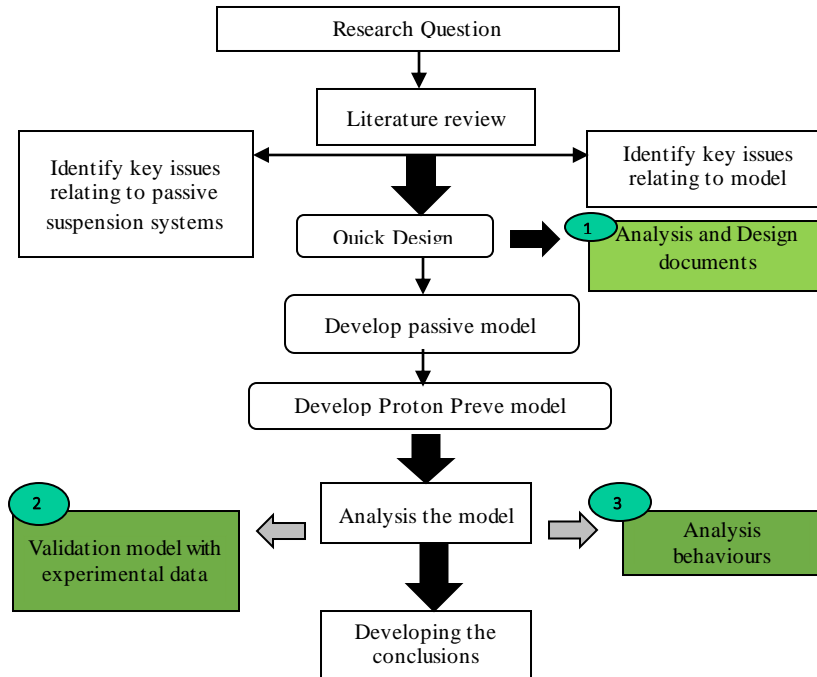 Research Question
Literature review
Identify key issues
relating to passive
suspension systems
Identify key issues
relating to model
Quick Design
1
Analysis and Design
documents
Develop passive model
Develop Proton Preve model
2
Validation model with
experimental data
Analysis the model
3
Analysis
behaviours
Developing the
conclusions